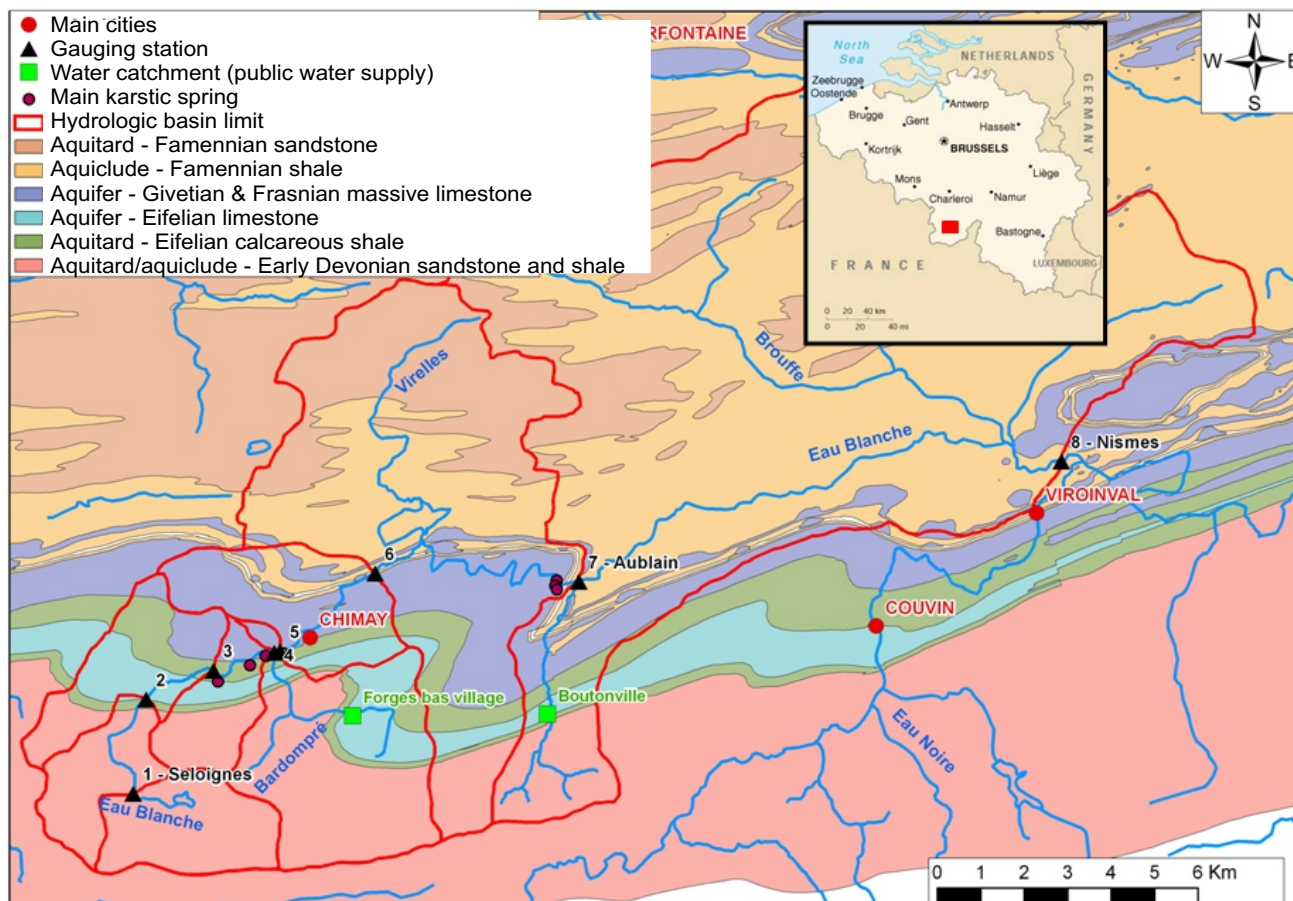 Main cities
Gauging station
Water catchment (public water supply)
Main karstic spring
Hydrologic basin limit
Aquitard - Famennian sandstone
Aquiclude - Famennian shale
Aquifer - Givetian & Frasnian massive limestone
Aquifer - Eifelian limestone
Aquitard - Eifelian calcareous shale
Aquitard/aquiclude - Early Devonian sandstone and shale
RFONTAINE
N
W E
S
North
Sea
NETHERLANDS
GERMANY
Zeebrugge
Oostende
Antwerp
Brugge
Gent
Hasselt
Kortrijk
BRUSSELS
Liège
Mons
Charleroi
Namur
Bastogne
FRANCE
LUXEMBOURG
0 20 40 km
0 20 40 mi
Virelles
Brouffe
Eau Blanche
8 - Nismes
VIROINVAL
6
7 - Aublain
CHIMAY
5
4
3
2
COUVIN
Forges bas village
Boutonville
Bardompré
Eau Noire
1 - Seloignes
Eau Blanche
0 1 2 3 4 5 6 Km